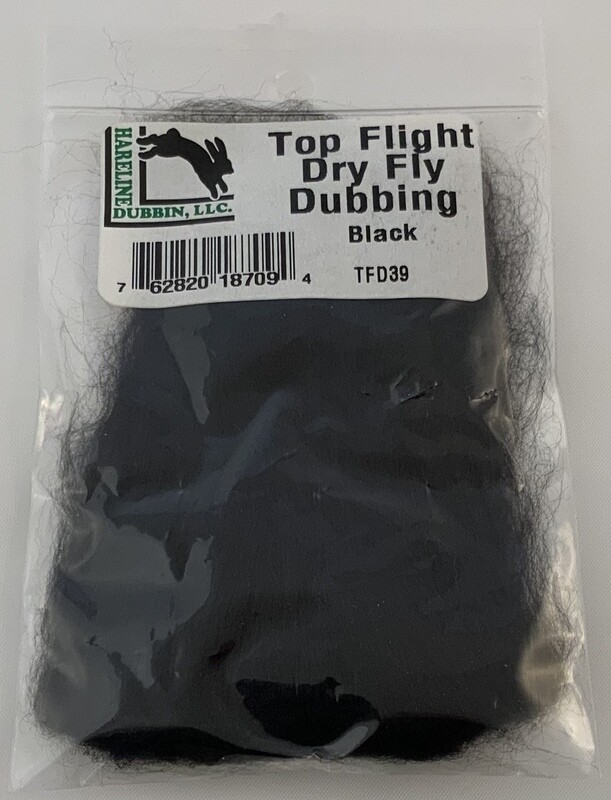 HARELINE
DUBBIN, LLC.
Top Flight
Dry Fly
Dubbing
Black
TFD39
7 62820 18709 4